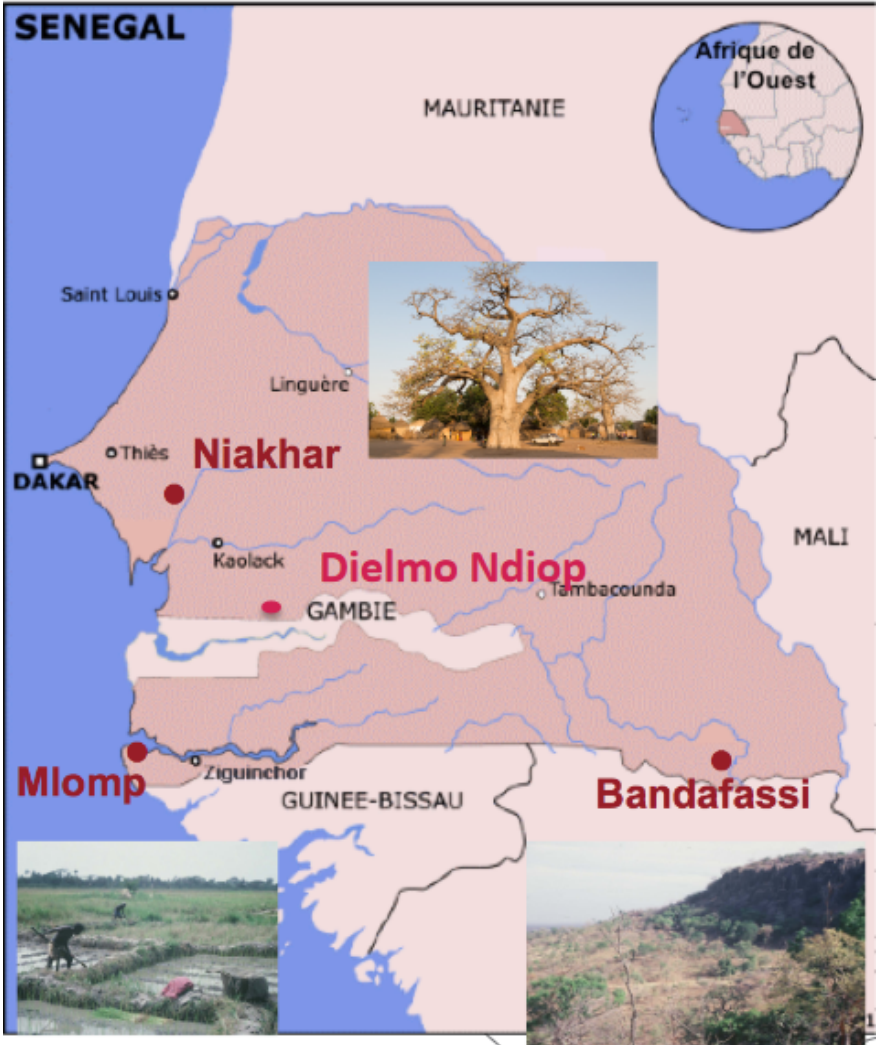 SENEGAL
Afrique de
l'Ouest
MAURITANIE
Saint Louis
Linguère
Thiès
Niakhar
DAKAR
MALI
Kaolack
Dielmo Ndiop
Tambacounda
GAMBIE
Mlomp
Ziguinchor
GUINEE-BISSAU
Bandafassi
1